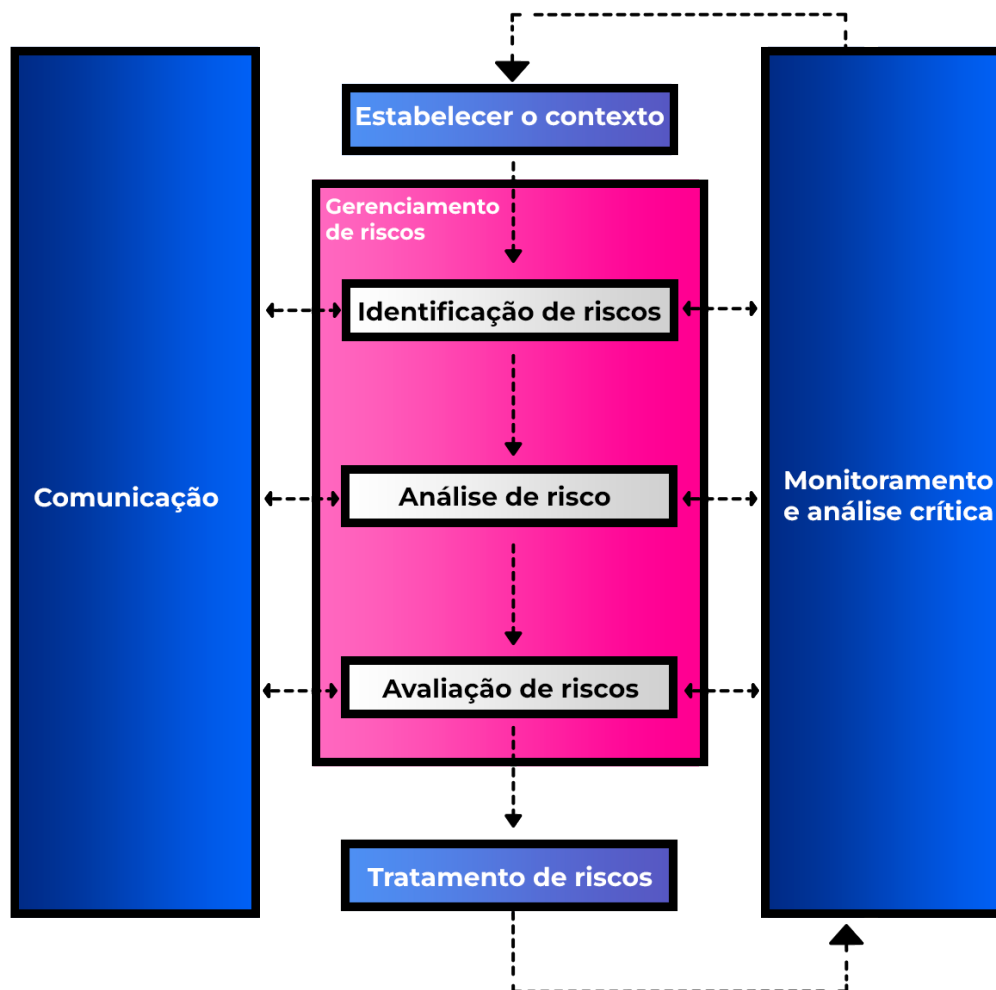 Estabelecer o contexto
Gerenciamento
de riscos
Identificação de riscos
Comunicação
Análise de risco
Monitoramento
e análise crítica
Avaliação de riscos
Tratamento de riscos